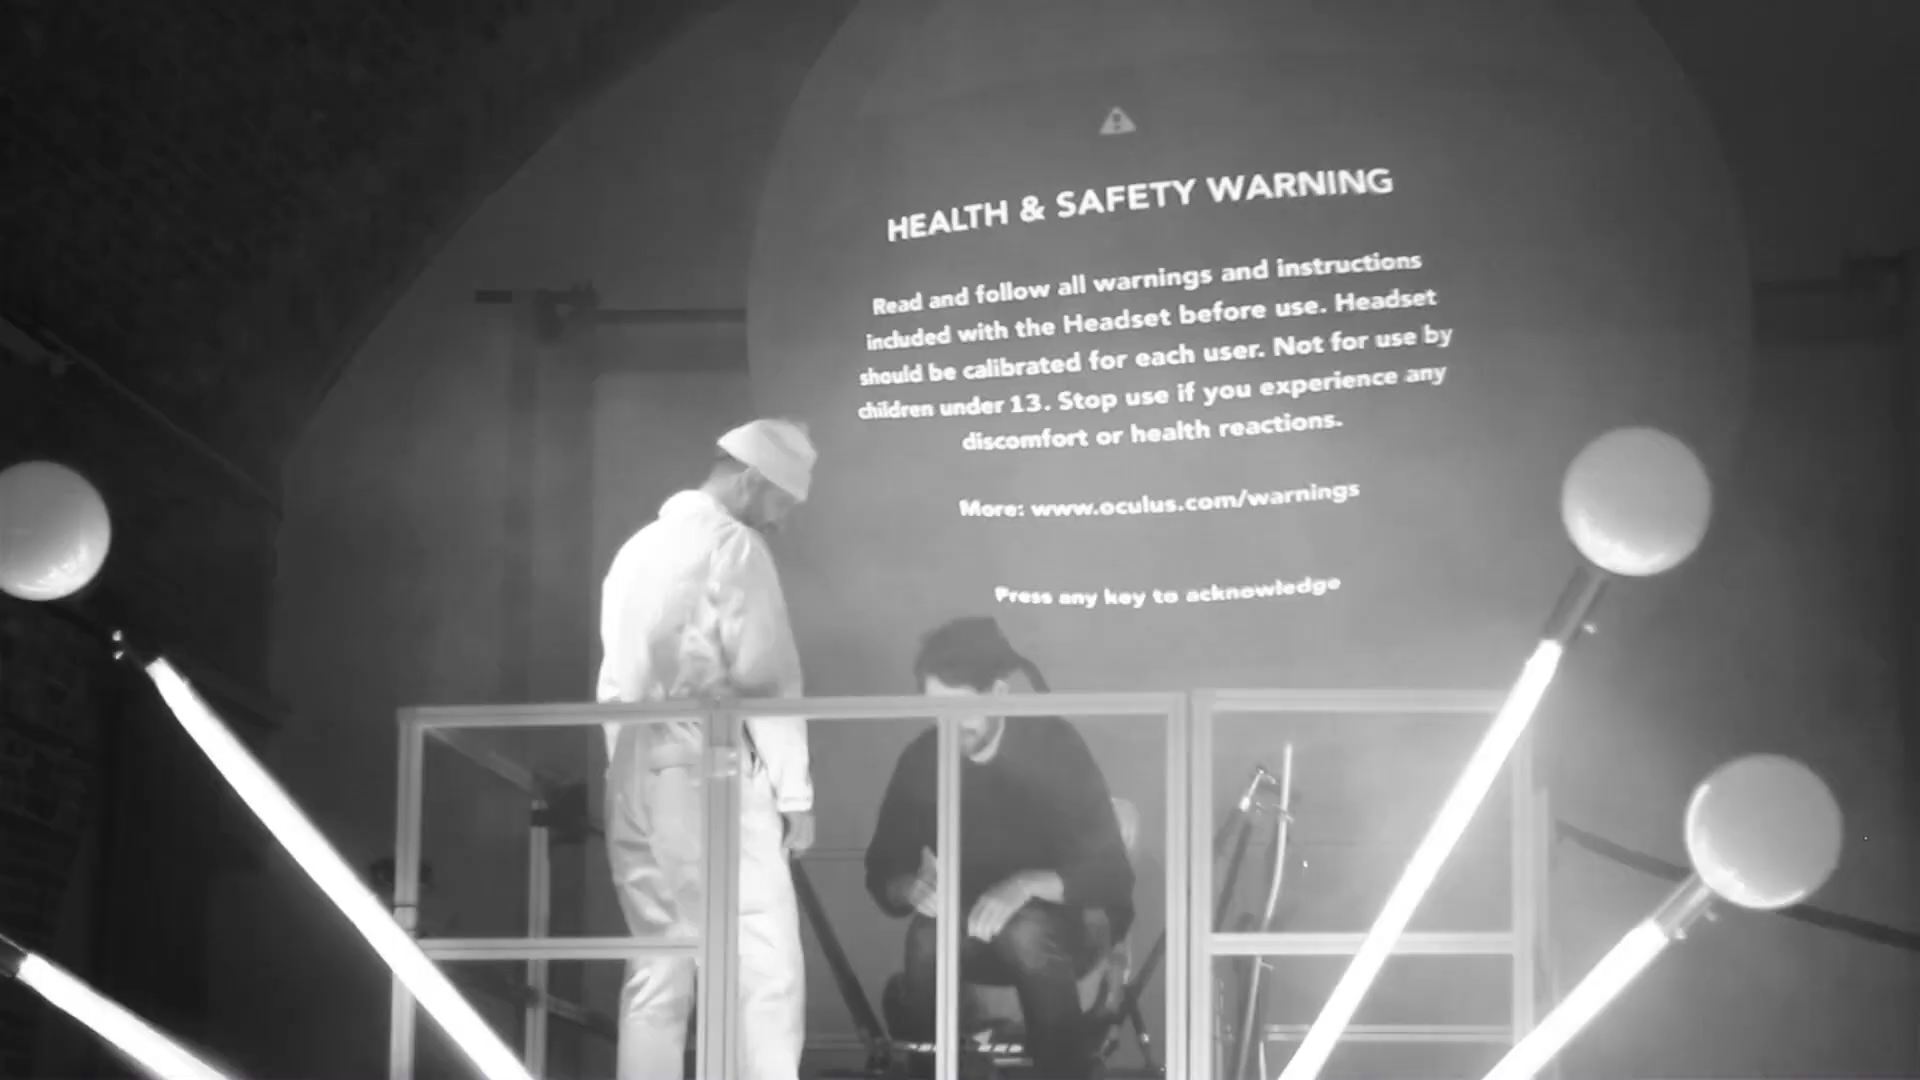 HEALTH & SAFETY WARNING
Read and follow all warnings and instructions
included with the Headset before use. Headset
should be calibrated for each user. Not for use by
children under 13. Stop use if you experience any
discomfort or health reactions.
More: www.oculus.com/warnings
Press any key to acknowledge